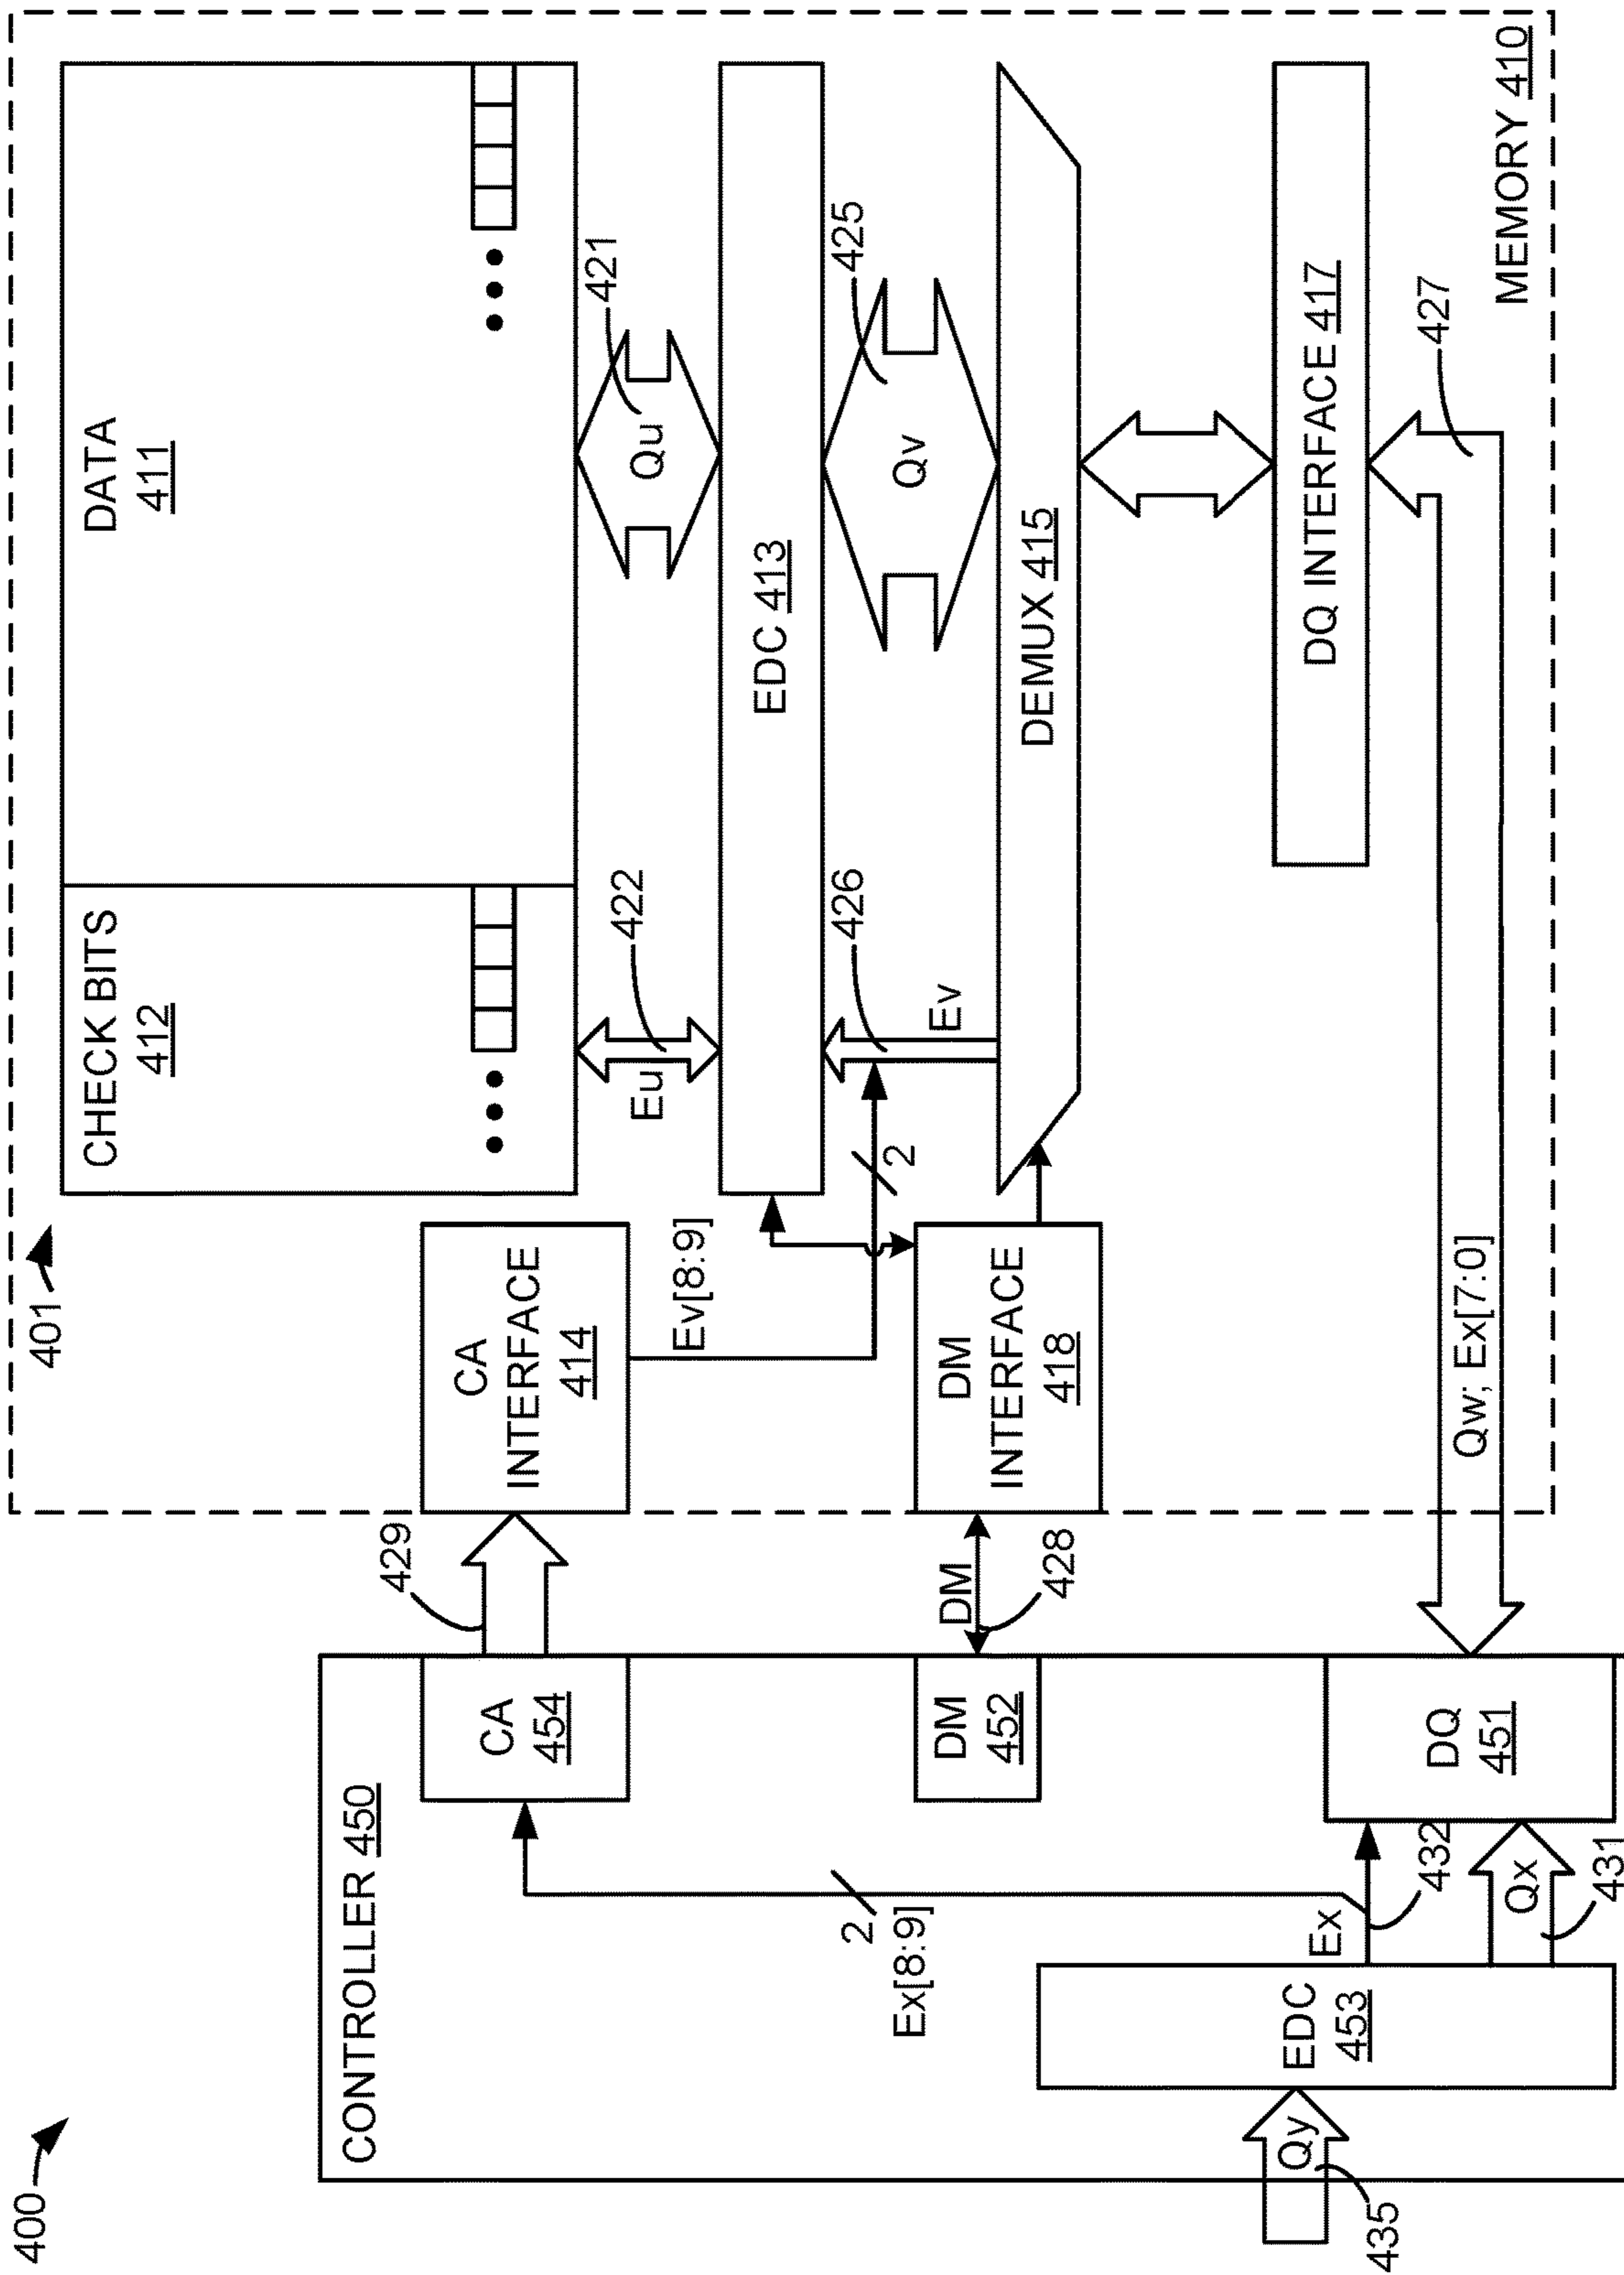 400
401
CHECK BITS
412
DATA
411
CA
INTERFACE
414
Eu
422
Qu
421
EDC 413
Ev[8:9]
2
Ev
426
Qv
425
DM
INTERFACE
418
DEMUX 415
DQ INTERFACE 417
427
MEMORY 410
Qw; Ex[7:0]
429
DM
428
CONTROLLER 450
CA
454
DM
452
DQ
451
2
Ex[8:9]
Ex
432
Qx
431
EDC
453
Qy
435